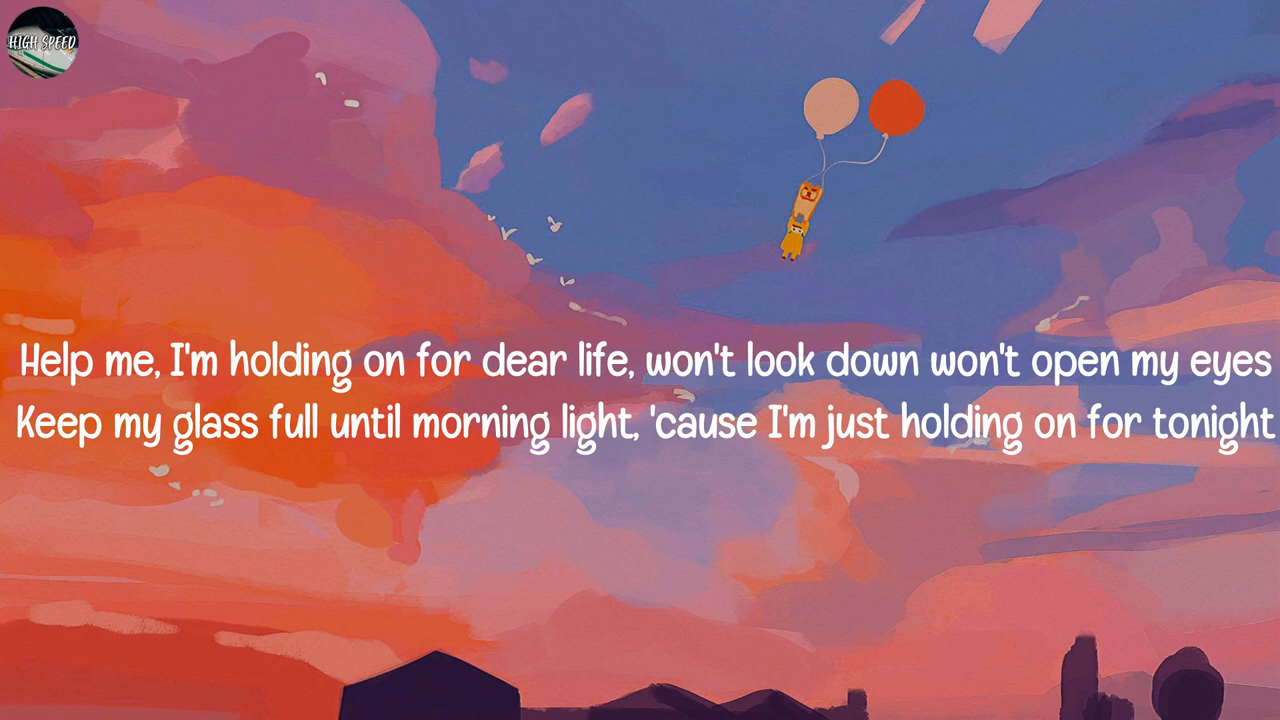 HIGH SPEED
Help me, I'm holding on for dear life, won't look down won't open my eyes
Keep my glass full until morning light, 'cause I'm just holding on for tonight